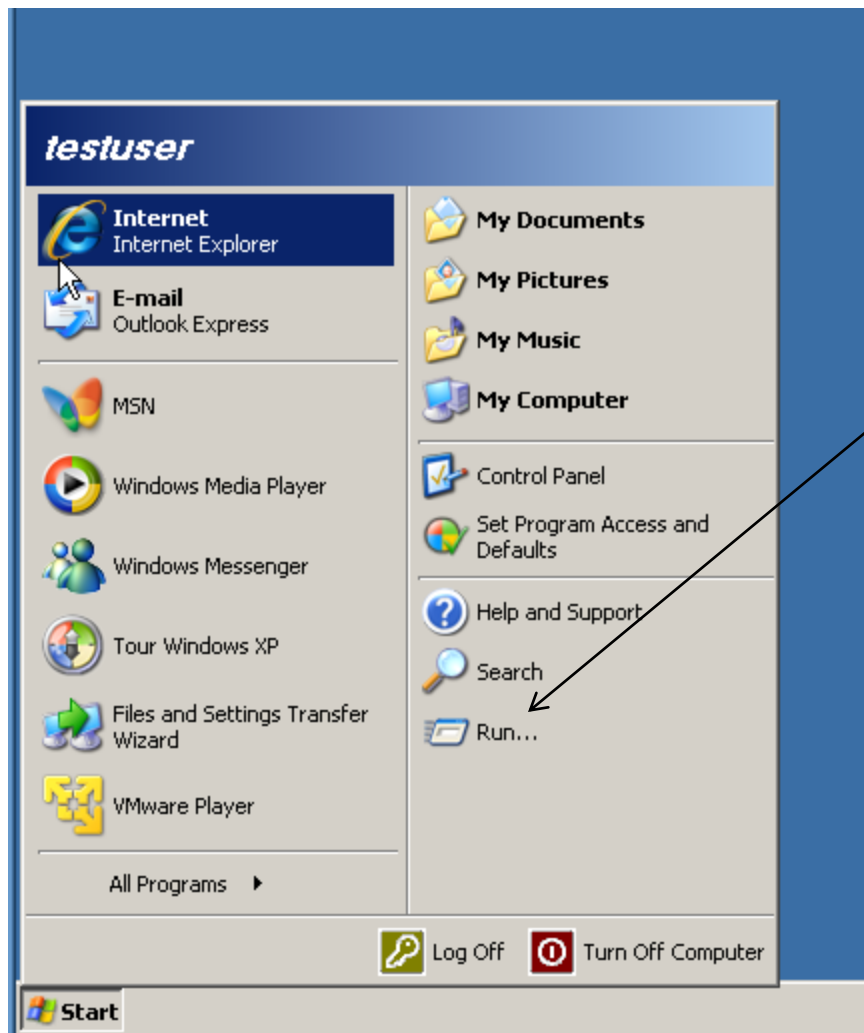 testuser
Internet
Internet Explorer
E-mail
Outlook Express
MSN
Windows Media Player
Windows Messenger
Tour Windows XP
Files and Settings Transfer
Wizard
VMware Player
All Programs
My Documents
My Pictures
My Music
My Computer
Control Panel
Set Program Access and
Defaults
Help and Support
Search
Run...
Log Off
Turn Off Computer
Start